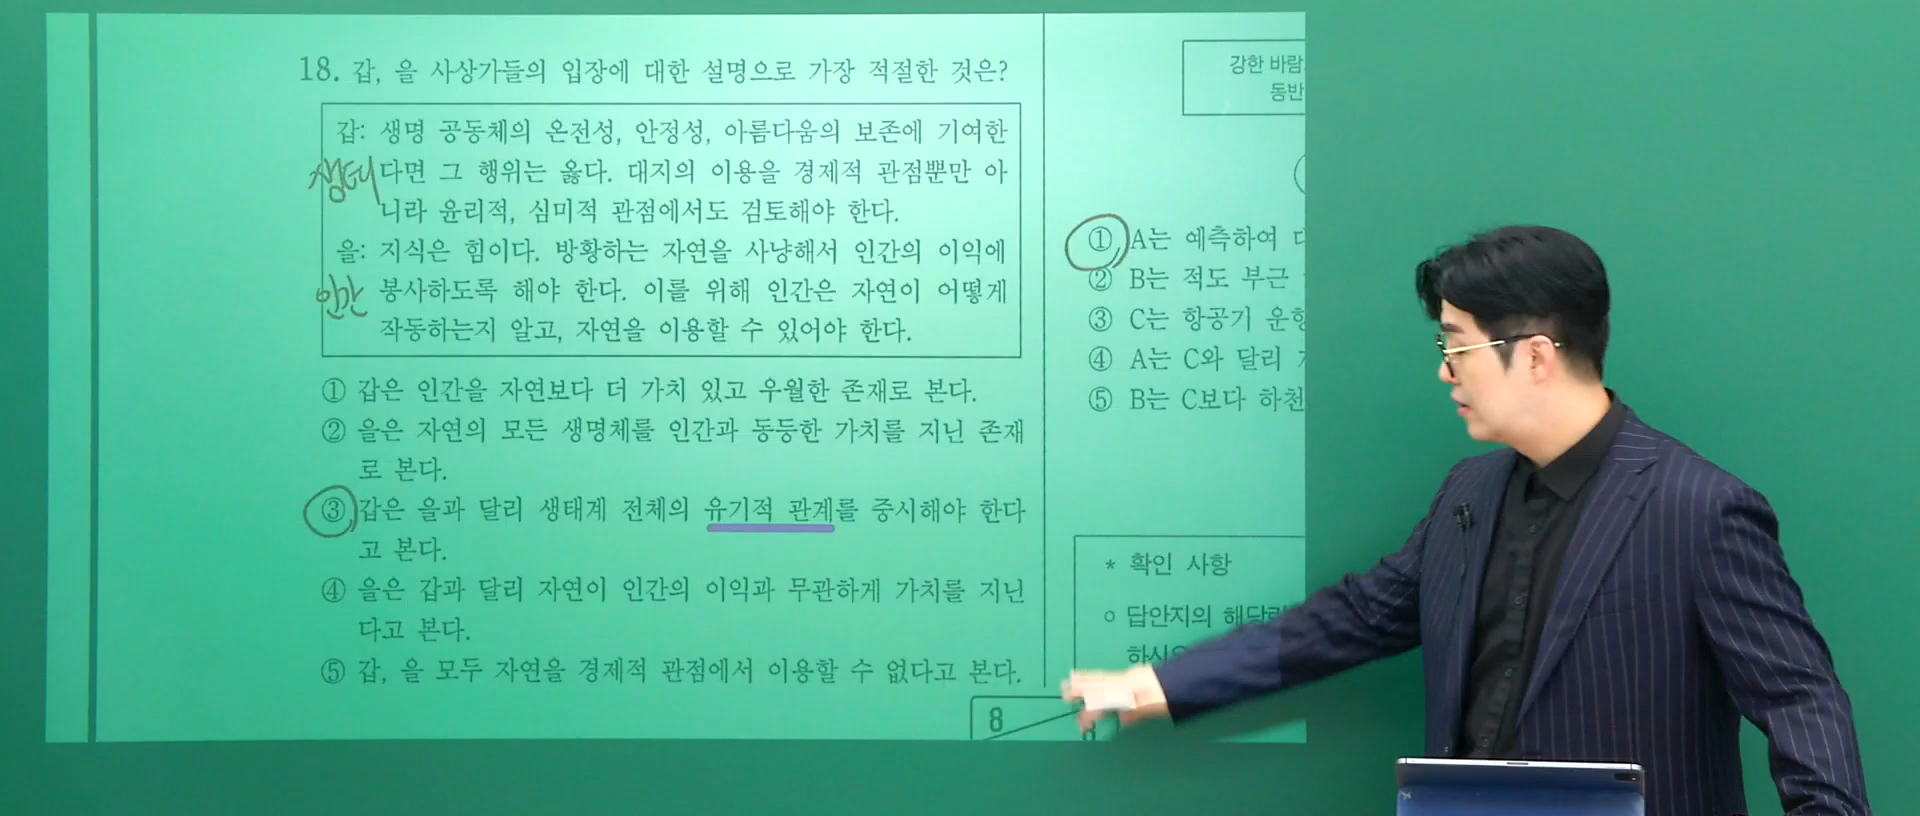 18. 갑, 을 사상가들의 입장에 대한 설명으로 가장 적절한 것은?
갑: 생명 공동체의 온전성, 안정성, 아름다움의 보존에 기여한
다면 그 행위는 옳다. 대지의 이용을 경제적 관점뿐만 아
니라 윤리적, 심미적 관점에서도 검토해야 한다.
생태
을: 지식은 힘이다. 방황하는 자연을 사냥해서 인간의 이익에
봉사하도록 해야 한다. 이를 위해 인간은 자연이 어떻게
작동하는지 알고, 자연을 이용할 수 있어야 한다.
인간
① 갑은 인간을 자연보다 더 가치 있고 우월한 존재로 본다.
② 을은 자연의 모든 생명체를 인간과 동등한 가치를 지닌 존재
로 본다.
③ 갑은 을과 달리 생태계 전체의 유기적 관계를 중시해야 한다
고 본다.
④ 을은 갑과 달리 자연이 인간의 이익과 무관하게 가치를 지닌
다고 본다.
⑤ 갑, 을 모두 자연을 경제적 관점에서 이용할 수 없다고 본다.
8
8
강한 바람
동반
① A는 예측하여
② B는 적도 부근
③ C는 항공기 운항
④ A는 C와 달리
⑤ B는 C보다 하천
* 확인 사항
○ 답안지의 해당란
하시오